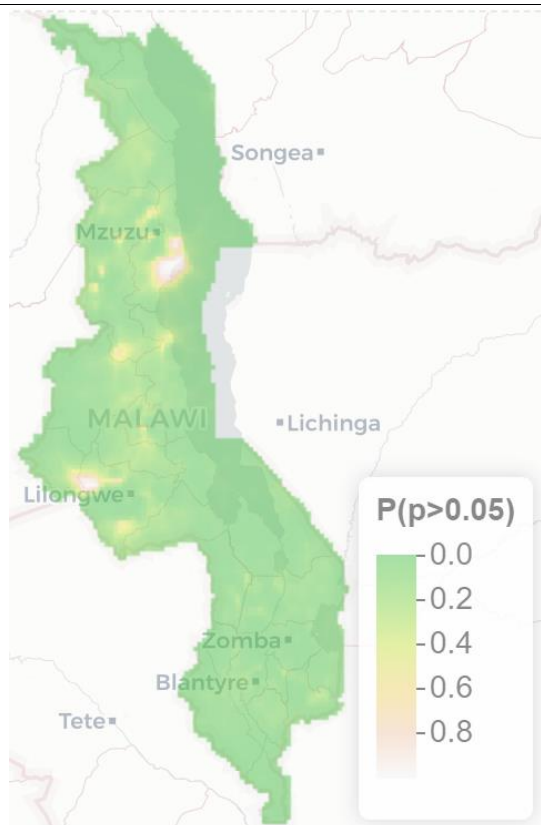 Songea
Mzuzu
MALAWI
Lichinga
Lilongwe
P(p>0.05)
0.0
0.2
0.4
0.6
0.8
Zomba
Blantyre
Tete